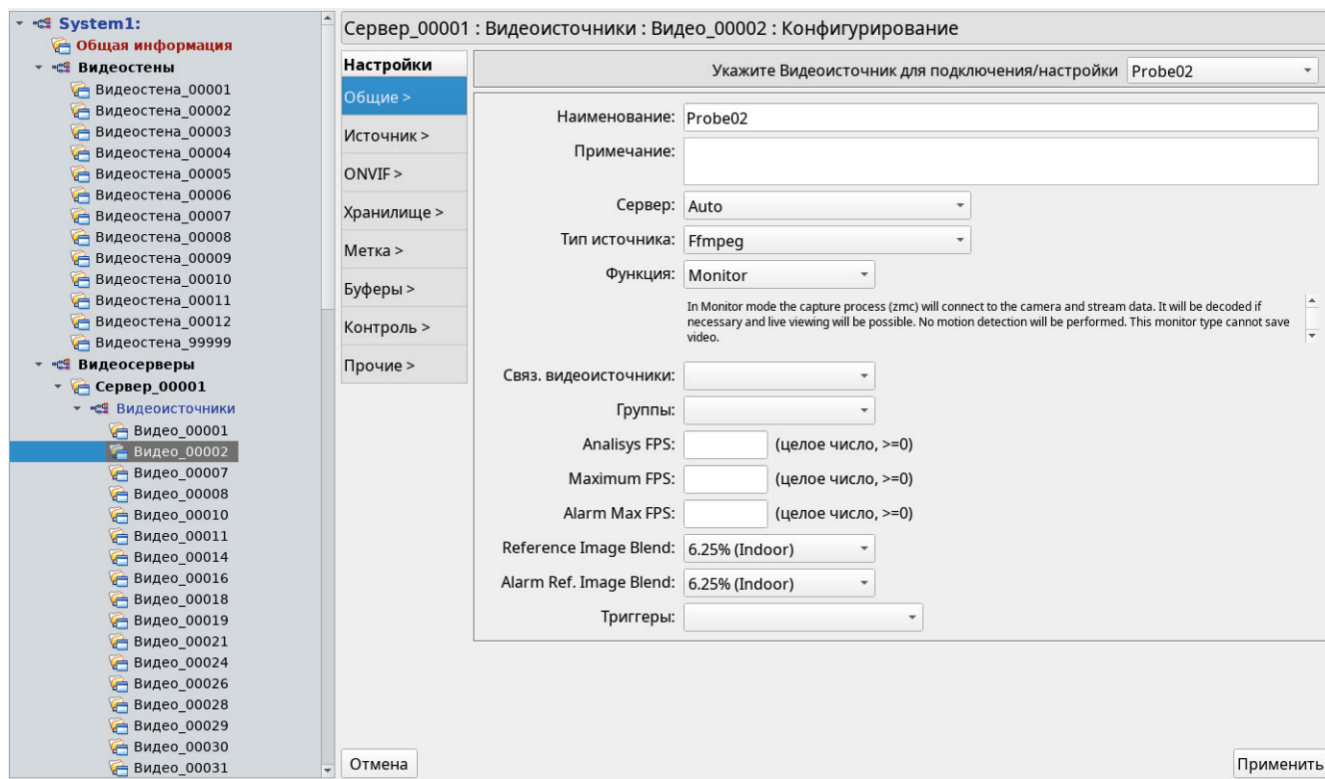 System1:
Общая информация
Видеостены
Видеостена_00001
Видеостена_00002
Видеостена_00003
Видеостена_00004
Видеостена_00005
Видеостена_00006
Видеостена_00007
Видеостена_00008
Видеостена_00009
Видеостена_00010
Видеостена_00011
Видеостена_00012
Видеостена_99999
Видеосерверы
Сервер_00001
Видеоисточники
Видео_00001
Видео_00002
Видео_00007
Видео_00008
Видео_00010
Видео_00011
Видео_00014
Видео_00016
Видео_00018
Видео_00019
Видео_00021
Видео_00024
Видео_00026
Видео_00028
Видео_00029
Видео_00030
Видео_00031
Сервер_00001 : Видеоисточники : Видео_00002 : Конфигурирование
Настройки
Общие >
Источник >
ONVIF >
Хранилище >
Метка >
Буферы >
Контроль >
Прочие >
Укажите Видеоисточник для подключения/настройки Probe02
Наименование: Probe02
Примечание:
Сервер: Auto
Тип источника: Ffmpeg
Функция: Monitor
In Monitor mode the capture process (zmc) will connect to the camera and stream data. It will be decoded if
necessary and live viewing will be possible. No motion detection will be performed. This monitor type cannot save
video.
Связ. видеоисточники:
Группы:
Analisys FPS: (целое число, >=0)
Maximum FPS: (целое число, >=0)
Alarm Max FPS: (целое число, >=0)
Reference Image Blend: 6.25% (Indoor)
Alarm Ref. Image Blend: 6.25% (Indoor)
Триггеры:
Отмена
Применить